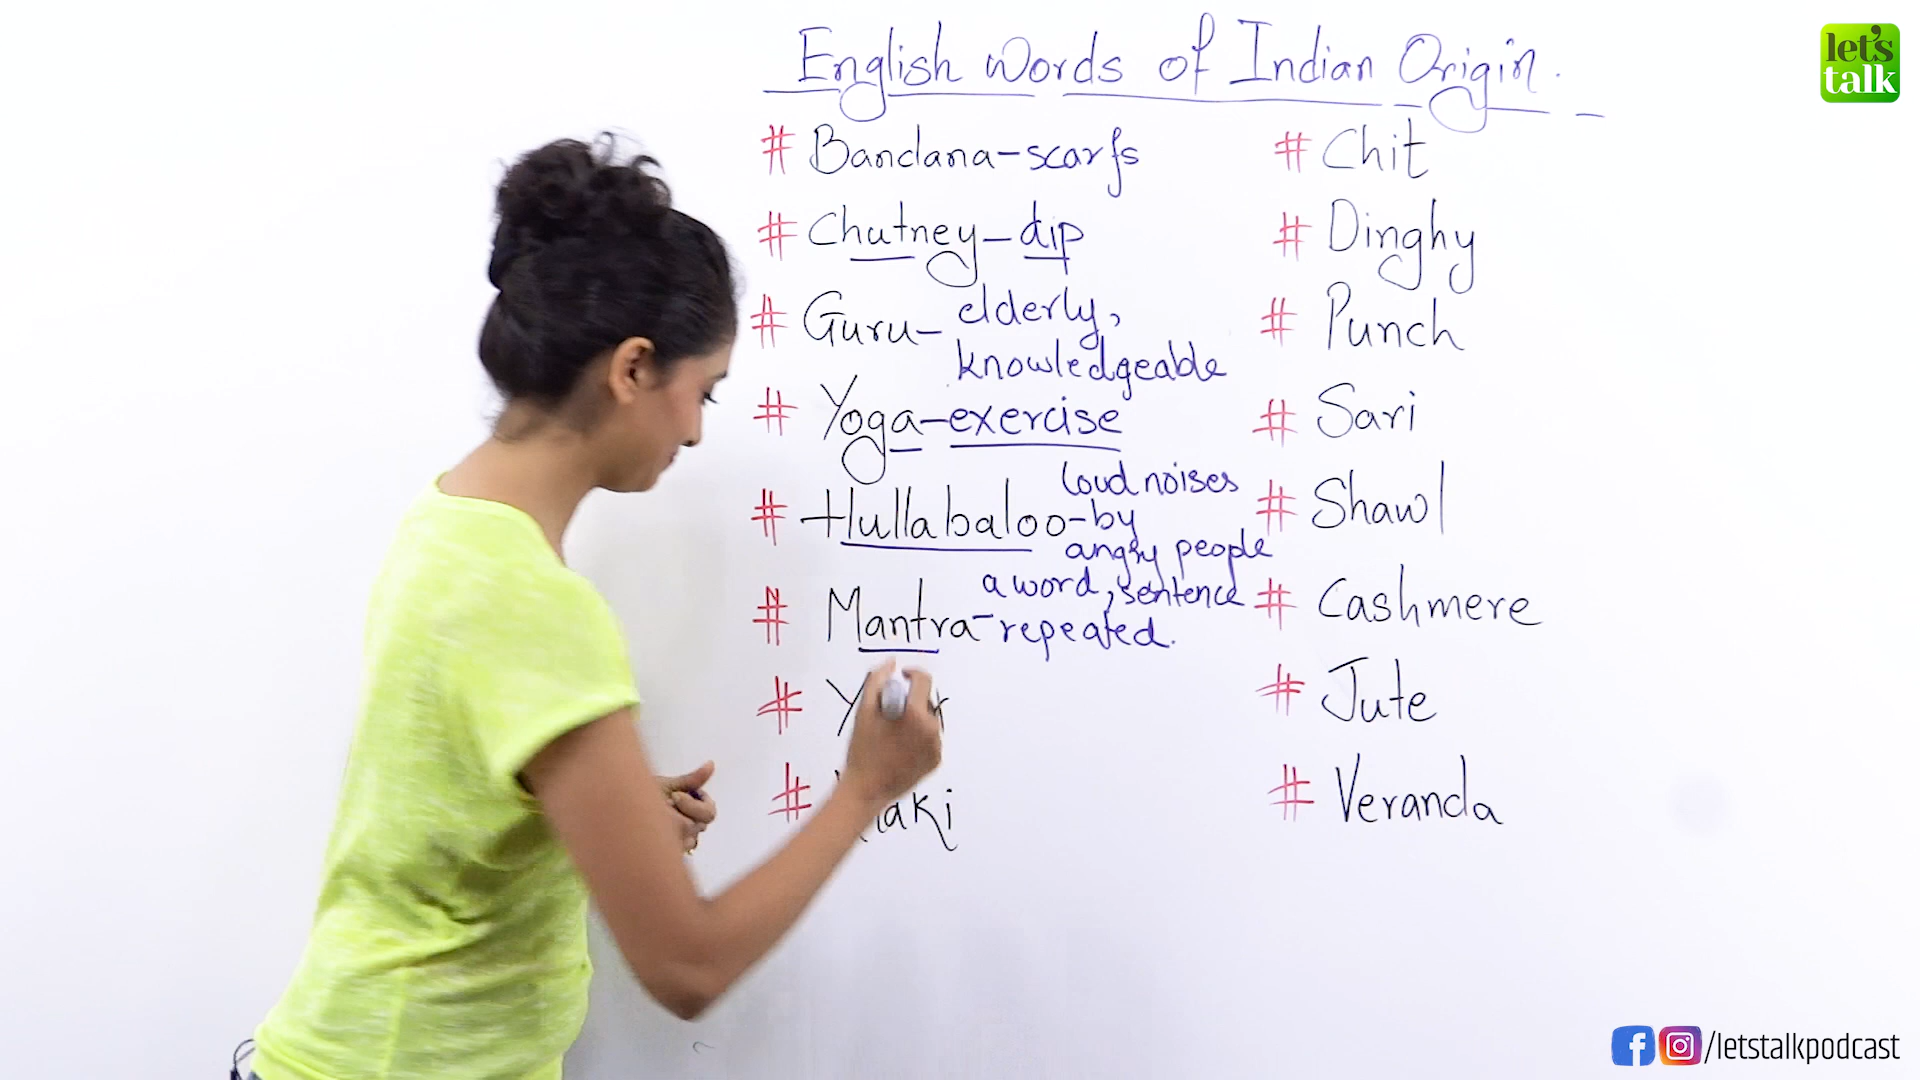 English Words of Indian Origin.
# Bandana - scarfs
# Chutney - dip
# Guru - elderly,
knowledgeable
# Yoga - exercise
# Hullabaloo - loud noises
by
angry people
# Mantra - a word, sentence
repeated.
#
#
# Chit
# Dinghy
# Punch
# Sari
# Shawl
# Cashmere
# Jute
# Veranda
let's
talk
/letstalkpodcast